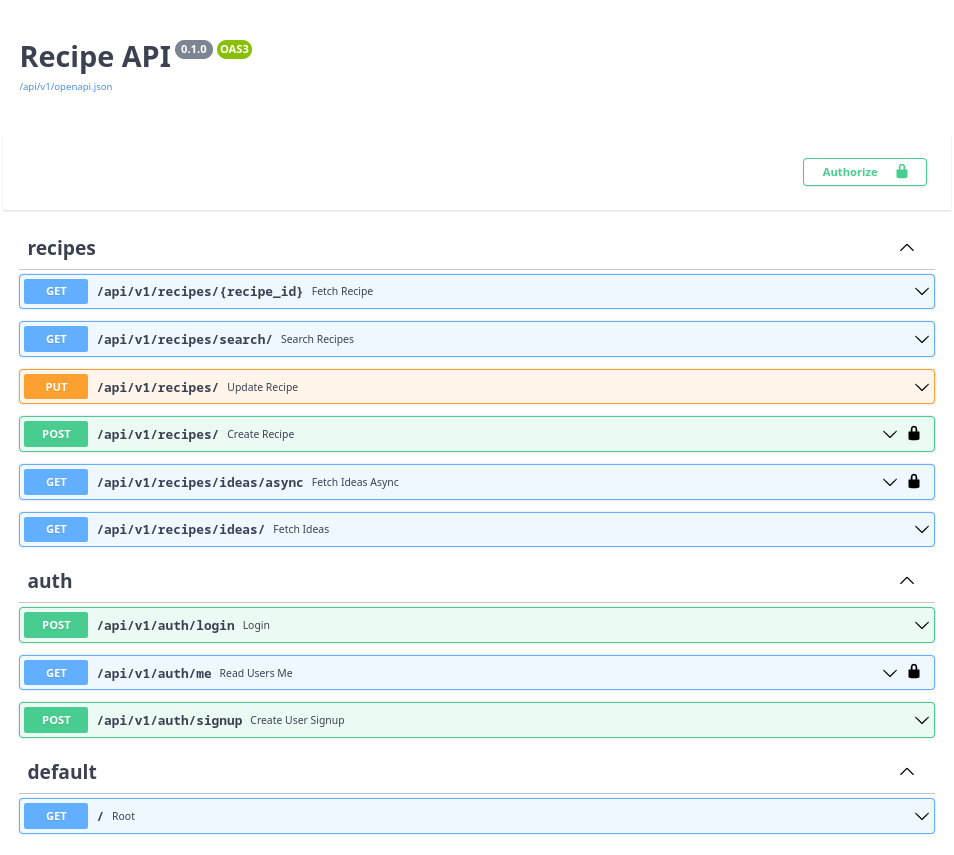 Recipe API 0.1.0 OAS3
/api/v1/openapi.json
Authorize
recipes
GET /api/v1/recipes/{recipe_id} Fetch Recipe
GET /api/v1/recipes/search/ Search Recipes
PUT /api/v1/recipes/ Update Recipe
POST /api/v1/recipes/ Create Recipe
GET /api/v1/recipes/ideas/async Fetch Ideas Async
GET /api/v1/recipes/ideas/ Fetch Ideas
auth
POST /api/v1/auth/login Login
GET /api/v1/auth/me Read Users Me
POST /api/v1/auth/signup Create User Signup
default
GET / Root